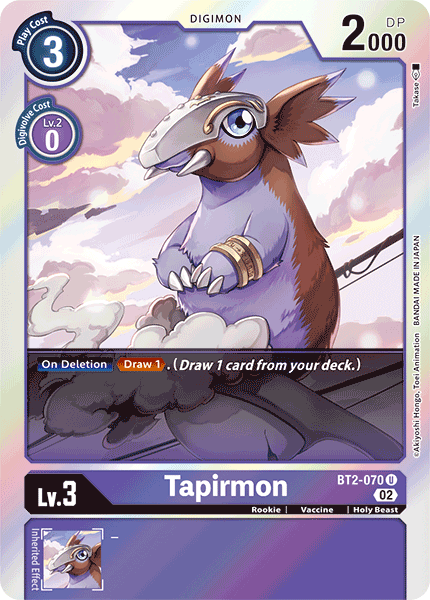 Play Cost
3
DIGIMON
DP
2000
Digivolve Cost
Lv.2
0
Takase
On Deletion Draw 1 . (Draw 1 card from your deck.)
©Akiyoshi Hongo, Toei Animation BANDAI MADE IN JAPAN
Lv.3
Tapirmon
BT2-070 U
02
Rookie | Vaccine | Holy Beast
Inherited Effect
–